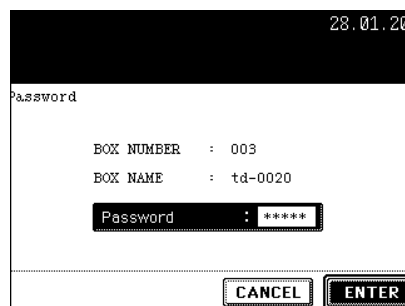 28.01.20
Password
BOX NUMBER : 003
BOX NAME : td-0020
Password : *****
CANCEL ENTER